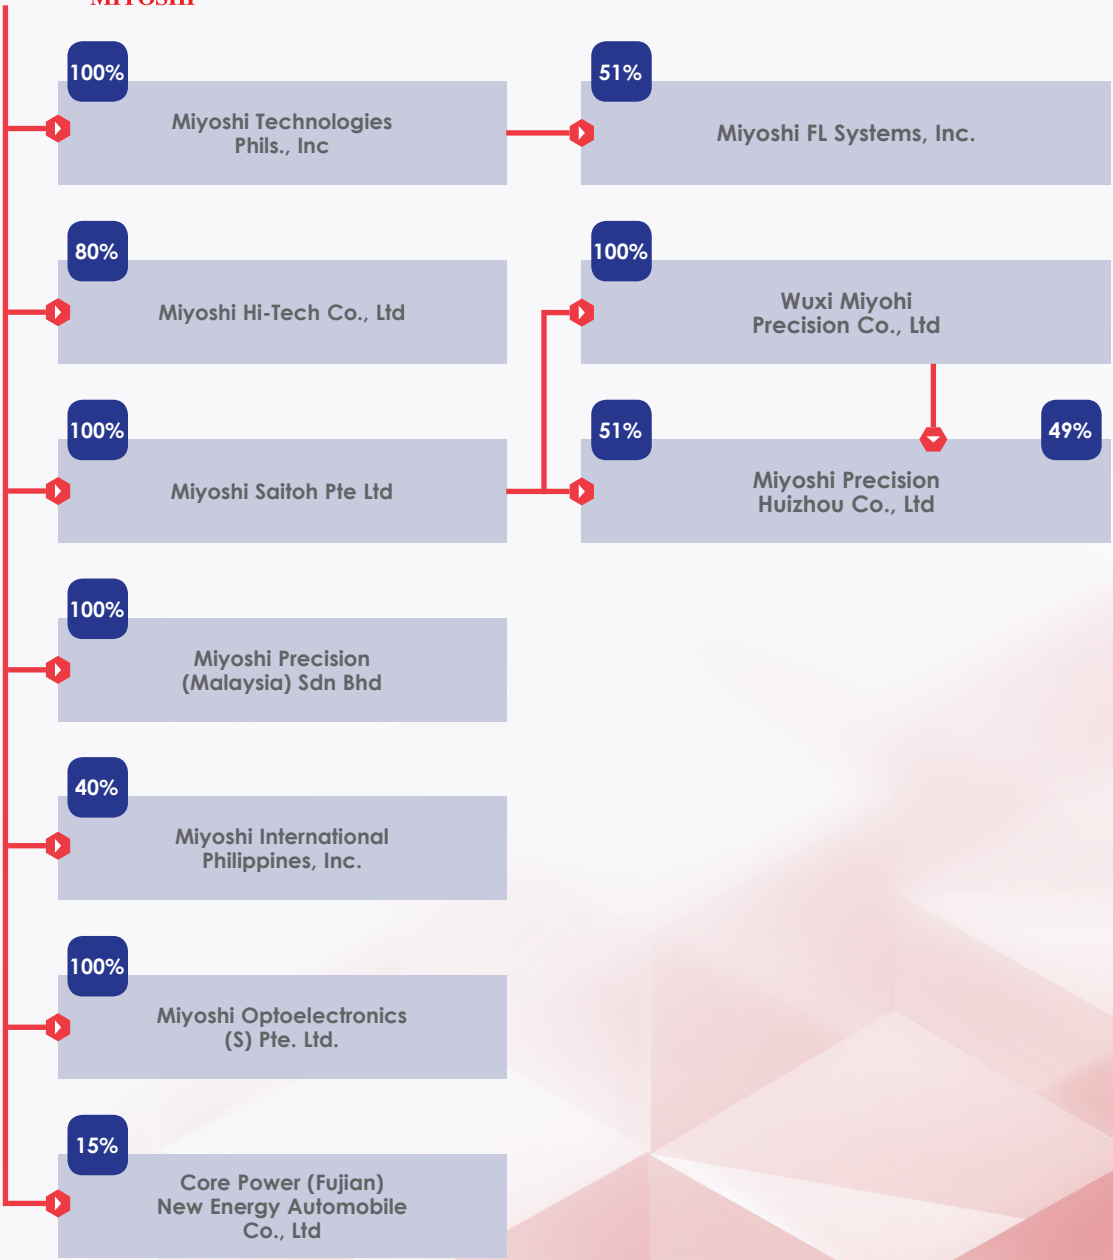 MIYOSHI
100%
Miyoshi Technologies
Phils., Inc
51%
Miyoshi FL Systems, Inc.
80%
Miyoshi Hi-Tech Co., Ltd
100%
Wuxi Miyohi
Precision Co., Ltd
100%
Miyoshi Saitoh Pte Ltd
51%
49%
Miyoshi Precision
Huizhou Co., Ltd
100%
Miyoshi Precision
(Malaysia) Sdn Bhd
40%
Miyoshi International
Philippines, Inc.
100%
Miyoshi Optoelectronics
(S) Pte. Ltd.
15%
Core Power (Fujian)
New Energy Automobile
Co., Ltd